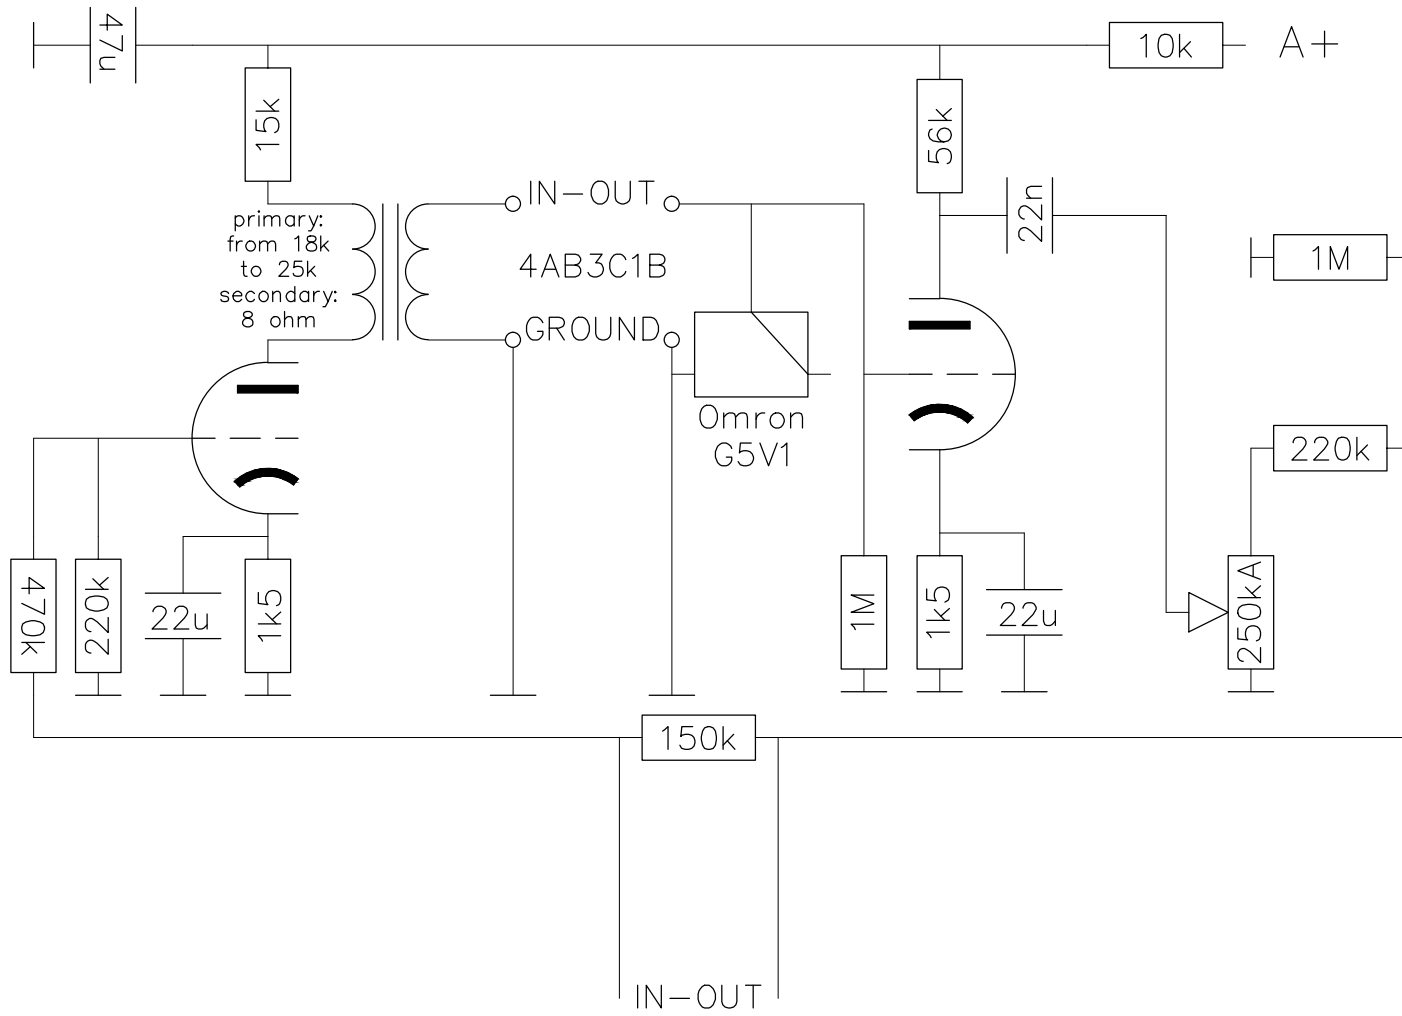 47u
10k
A+
15k
56k
IN-OUT
22n
primary:
from 18k
to 25k
secondary:
8 ohm
4AB3C1B
1M
GROUND
Omron
G5V1
220k
470k
220k
22u
1k5
1M
1k5
22u
250kA
150k
IN-OUT